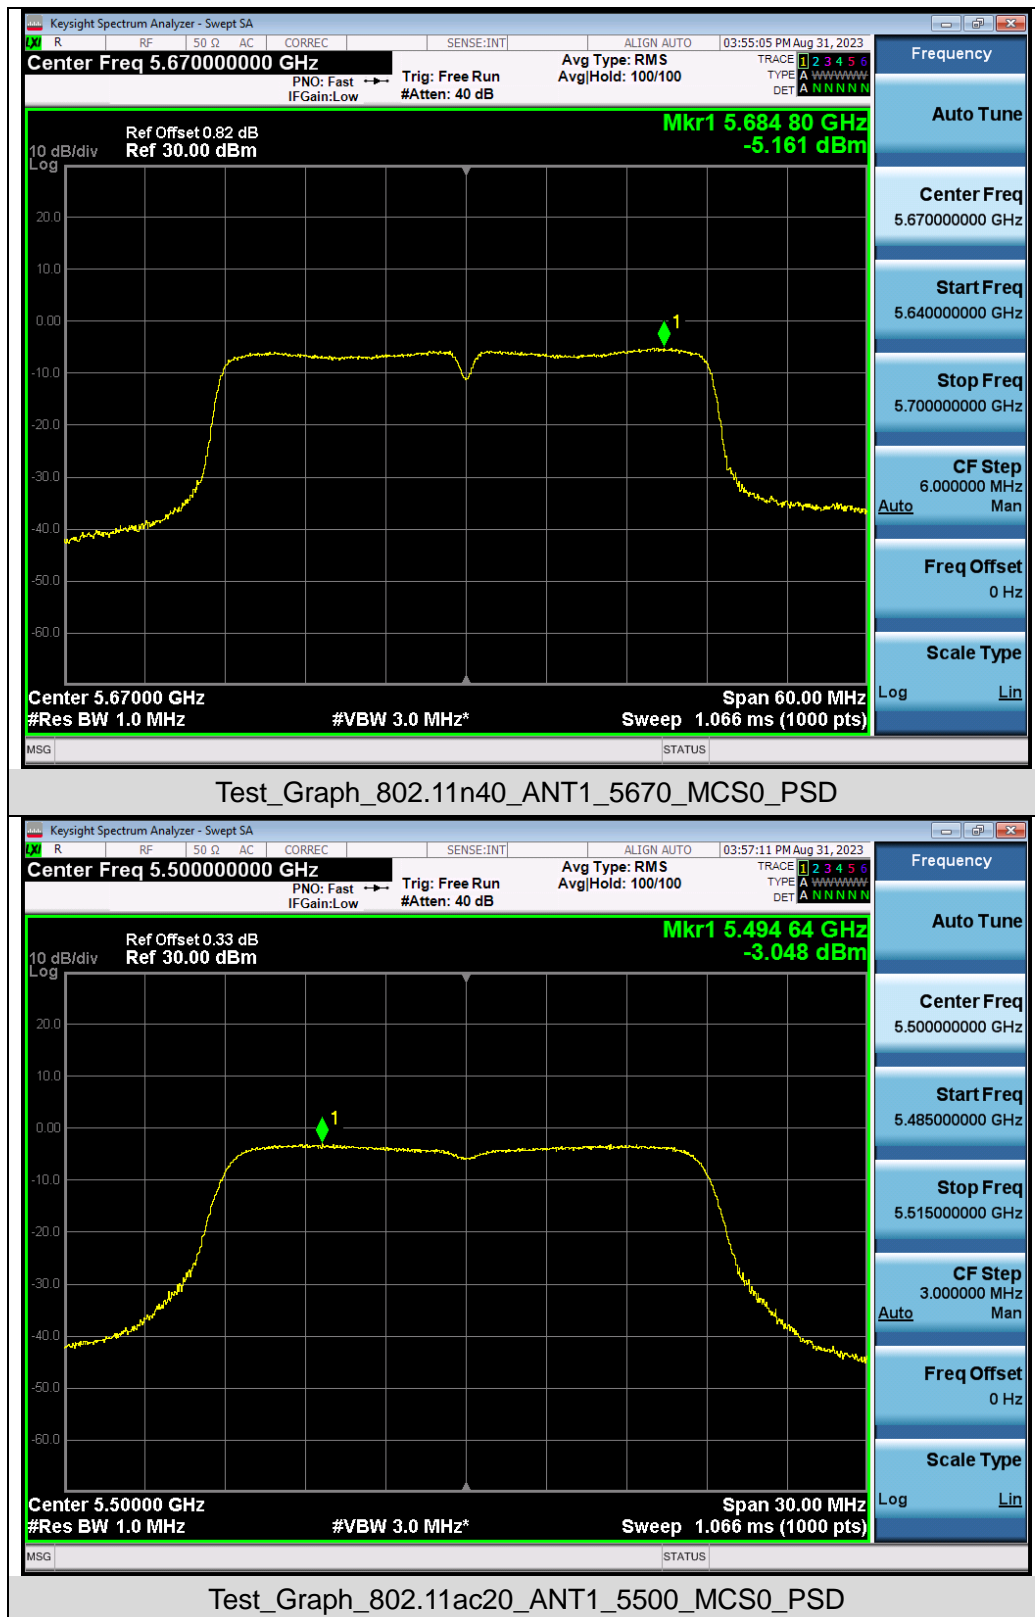 Keysight Spectrum Analyzer - Swept SA
LXI R RF 50 Ω AC CORREC SENSE:INT ALIGN AUTO 03:55:05 PM Aug 31, 2023
Center Freq 5.670000000 GHz
PNO: Fast
IFGain:Low
Trig: Free Run
#Atten: 40 dB
Avg Type: RMS
Avg|Hold: 100/100
TRACE 1 2 3 4 5 6
TYPE A WWWWW
DET A N N N N N
Ref Offset 0.82 dB
10 dB/div Ref 30.00 dBm
Log
Mkr1 5.684 80 GHz
-5.161 dBm
20.0
10.0
0.00
-10.0
-20.0
-30.0
-40.0
-50.0
-60.0
1
Center 5.67000 GHz Span 60.00 MHz
#Res BW 1.0 MHz #VBW 3.0 MHz* Sweep 1.066 ms (1000 pts)
MSG STATUS
Frequency
Auto Tune
Center Freq
5.670000000 GHz
Start Freq
5.640000000 GHz
Stop Freq
5.700000000 GHz
CF Step
6.000000 MHz
Auto Man
Freq Offset
0 Hz
Scale Type
Log Lin
Test_Graph_802.11n40_ANT1_5670_MCS0_PSD
Keysight Spectrum Analyzer - Swept SA
LXI R RF 50 Ω AC CORREC SENSE:INT ALIGN AUTO 03:57:11 PM Aug 31, 2023
Center Freq 5.500000000 GHz
PNO: Fast
IFGain:Low
Trig: Free Run
#Atten: 40 dB
Avg Type: RMS
Avg|Hold: 100/100
TRACE 1 2 3 4 5 6
TYPE A WWWWW
DET A N N N N N
Ref Offset 0.33 dB
10 dB/div Ref 30.00 dBm
Log
Mkr1 5.494 64 GHz
-3.048 dBm
20.0
10.0
0.00
-10.0
-20.0
-30.0
-40.0
-50.0
-60.0
1
Center 5.50000 GHz Span 30.00 MHz
#Res BW 1.0 MHz #VBW 3.0 MHz* Sweep 1.066 ms (1000 pts)
MSG STATUS
Frequency
Auto Tune
Center Freq
5.500000000 GHz
Start Freq
5.485000000 GHz
Stop Freq
5.515000000 GHz
CF Step
3.000000 MHz
Auto Man
Freq Offset
0 Hz
Scale Type
Log Lin
Test_Graph_802.11ac20_ANT1_5500_MCS0_PSD